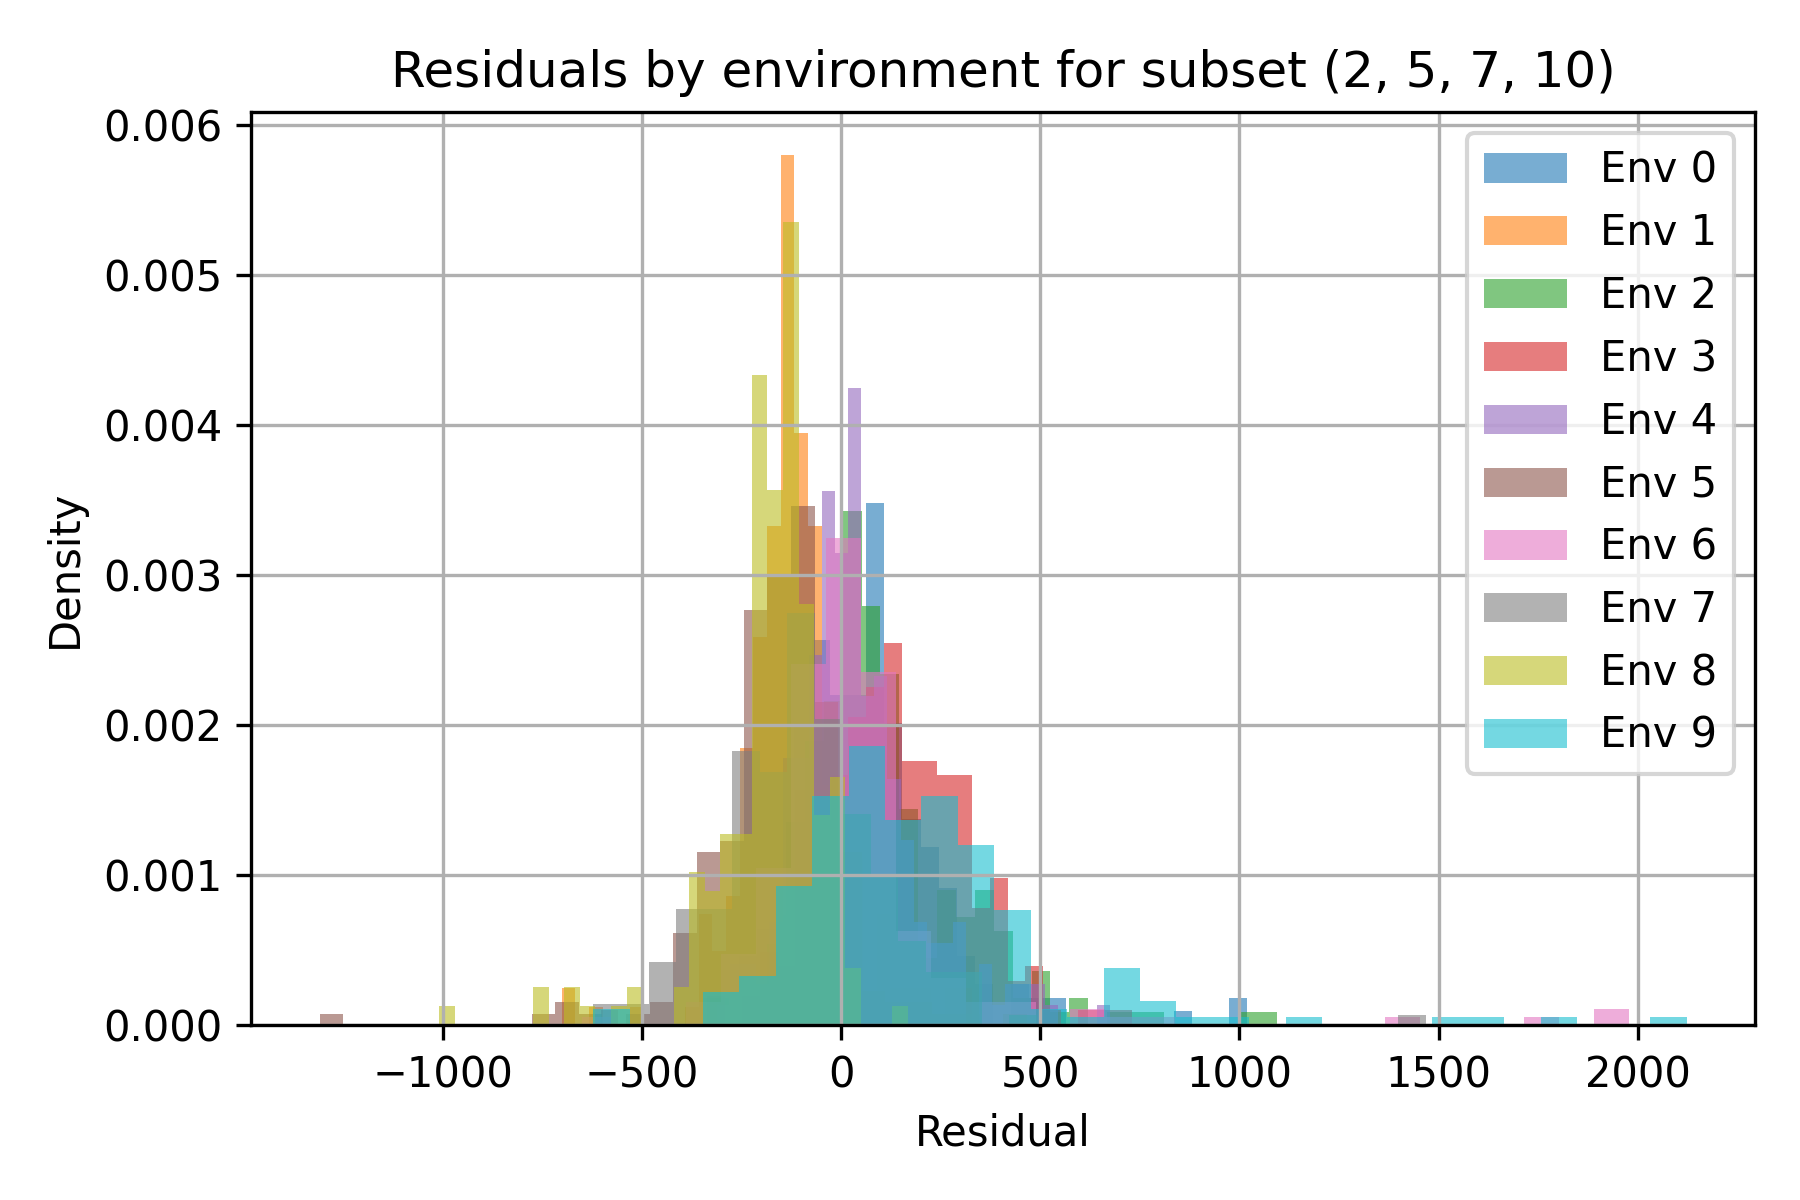 Residuals by environment for subset (2, 5, 7, 10)
0.006
0.005
0.004
0.003
0.002
0.001
0.000
Density
−1000
−500
0
500
1000
1500
2000
Residual
Env 0
Env 1
Env 2
Env 3
Env 4
Env 5
Env 6
Env 7
Env 8
Env 9